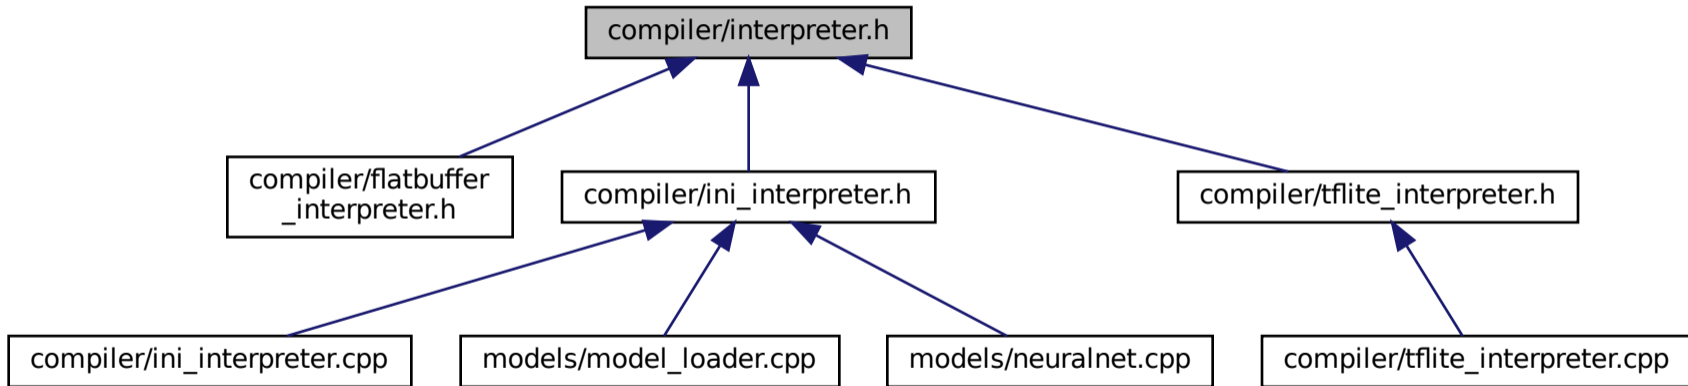 compiler/interpreter.h
compiler/flatbuffer
_interpreter.h
compiler/ini_interpreter.h
compiler/tflite_interpreter.h
compiler/ini_interpreter.cpp
models/model_loader.cpp
models/neuralnet.cpp
compiler/tflite_interpreter.cpp